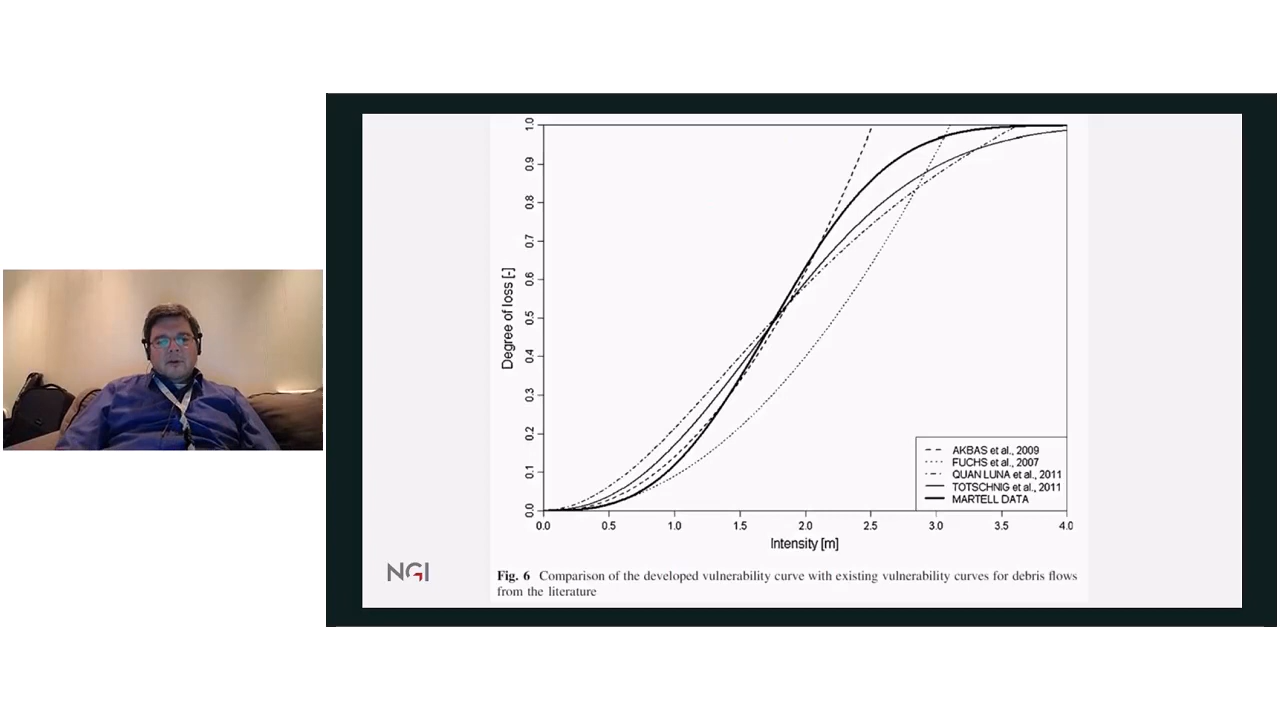 1.0
0.9
0.8
0.7
0.6
0.5
0.4
0.3
0.2
0.1
0.0
Degree of loss [-]
0.0 0.5 1.0 1.5 2.0 2.5 3.0 3.5 4.0
Intensity [m]
AKBAS et al., 2009
FUCHS et al., 2007
QUAN LUNA et al., 2011
TOTSCHNIG et al., 2011
MARTELL DATA
NGI
Fig. 6 Comparison of the developed vulnerability curve with existing vulnerability curves for debris flows
from the literature